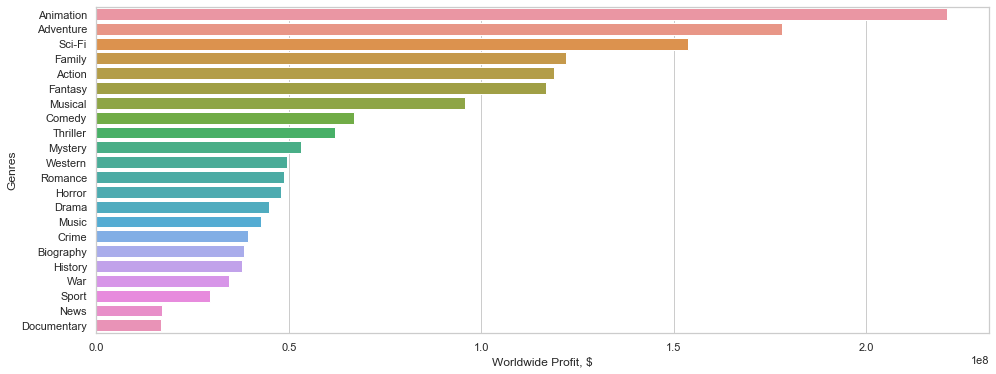 Genres
Animation
Adventure
Sci-Fi
Family
Action
Fantasy
Musical
Comedy
Thriller
Mystery
Western
Romance
Horror
Drama
Music
Crime
Biography
History
War
Sport
News
Documentary
0.0 0.5 1.0 1.5 2.0
Worldwide Profit, $
1e8